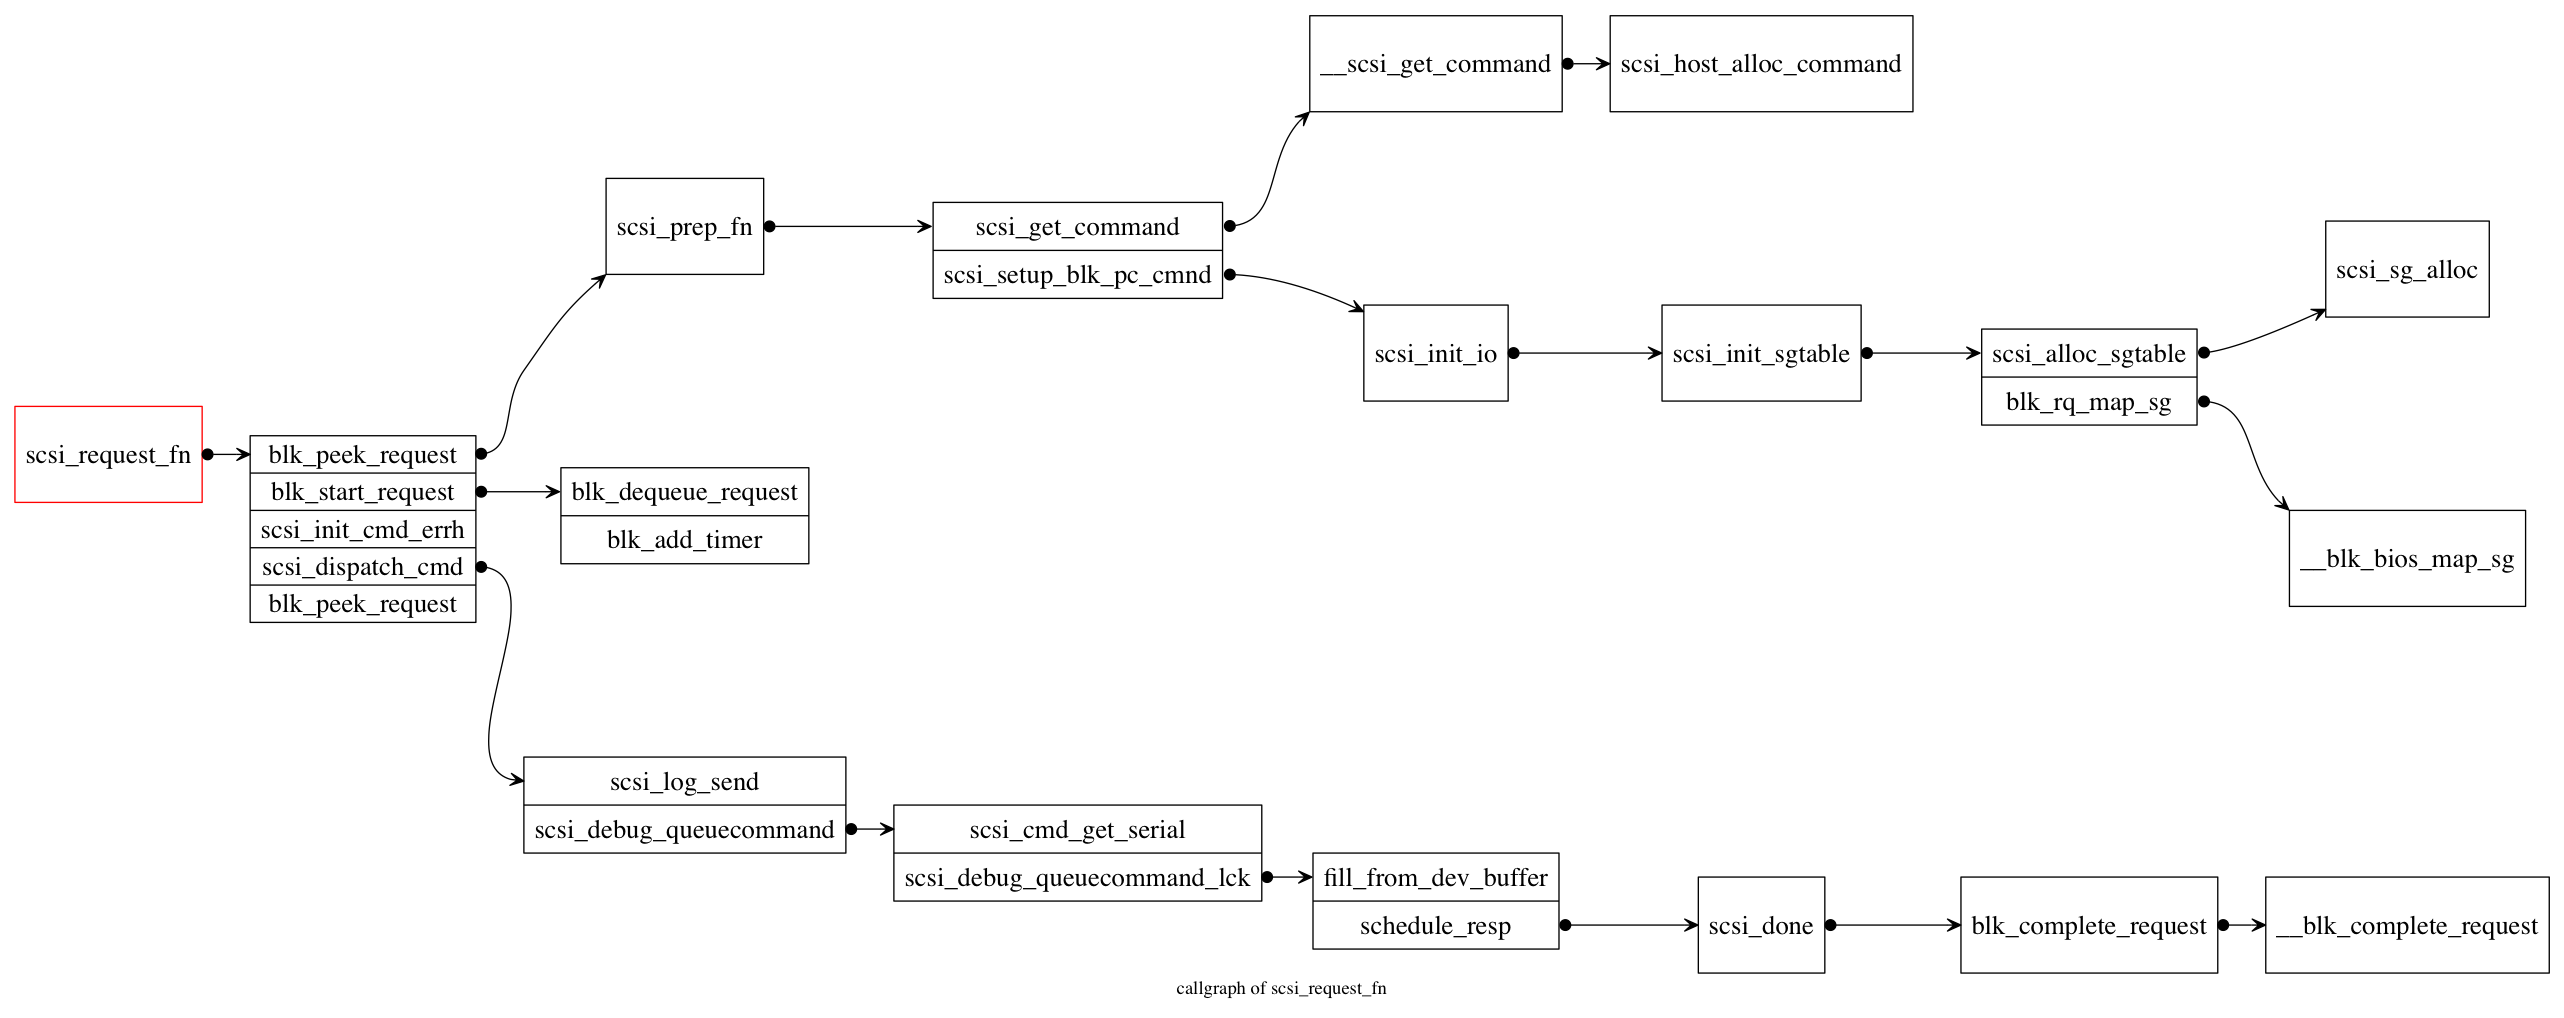 scsi_request_fn
blk_peek_request
blk_start_request
scsi_init_cmd_errh
scsi_dispatch_cmd
blk_peek_request
scsi_prep_fn
scsi_get_command
scsi_setup_blk_pc_cmnd
__scsi_get_command
scsi_host_alloc_command
scsi_init_io
scsi_init_sgtable
scsi_alloc_sgtable
blk_rq_map_sg
scsi_sg_alloc
__blk_bios_map_sg
blk_dequeue_request
blk_add_timer
scsi_log_send
scsi_debug_queuecommand
scsi_cmd_get_serial
scsi_debug_queuecommand_lck
fill_from_dev_buffer
schedule_resp
scsi_done
blk_complete_request
__blk_complete_request
callgraph of scsi_request_fn